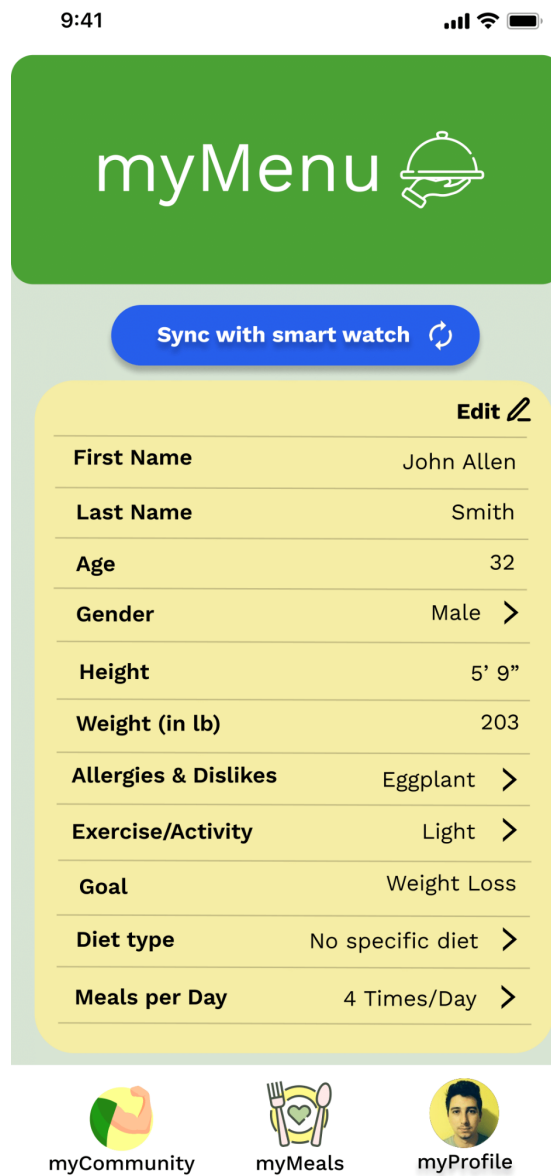 9:41
myMenu
Sync with smart watch
Edit
First Name John Allen
Last Name Smith
Age 32
Gender Male >
Height 5’ 9”
Weight (in lb) 203
Allergies & Dislikes Eggplant >
Exercise/Activity Light >
Goal Weight Loss
Diet type No specific diet >
Meals per Day 4 Times/Day >
myCommunity myMeals myProfile